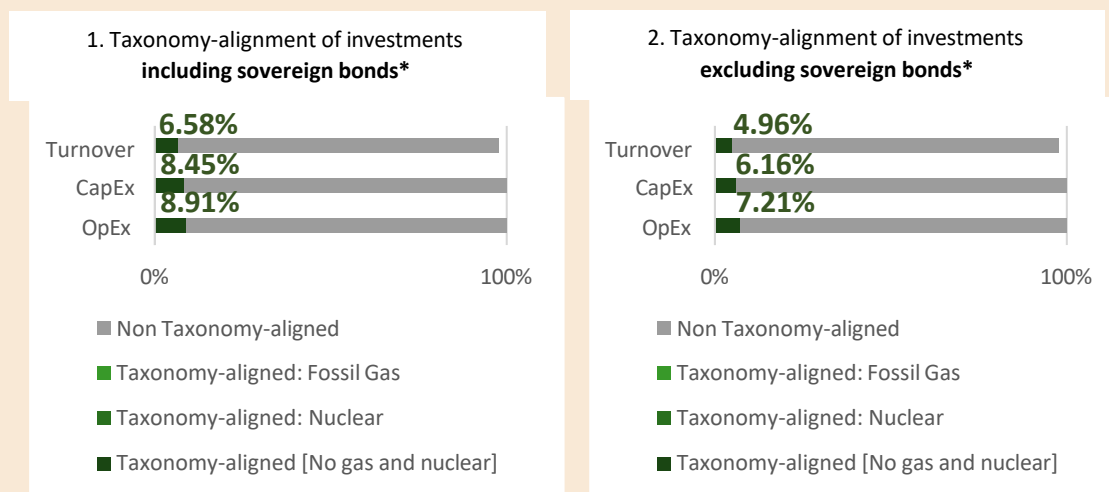 1. Taxonomy-alignment of investments
including sovereign bonds*
6.58%
Turnover
8.45%
CapEx
8.91%
OpEx
0% 100%
Non Taxonomy-aligned
Taxonomy-aligned: Fossil Gas
Taxonomy-aligned: Nuclear
Taxonomy-aligned [No gas and nuclear]
2. Taxonomy-alignment of investments
excluding sovereign bonds*
4.96%
Turnover
6.16%
CapEx
7.21%
OpEx
0% 100%
Non Taxonomy-aligned
Taxonomy-aligned: Fossil Gas
Taxonomy-aligned: Nuclear
Taxonomy-aligned [No gas and nuclear]